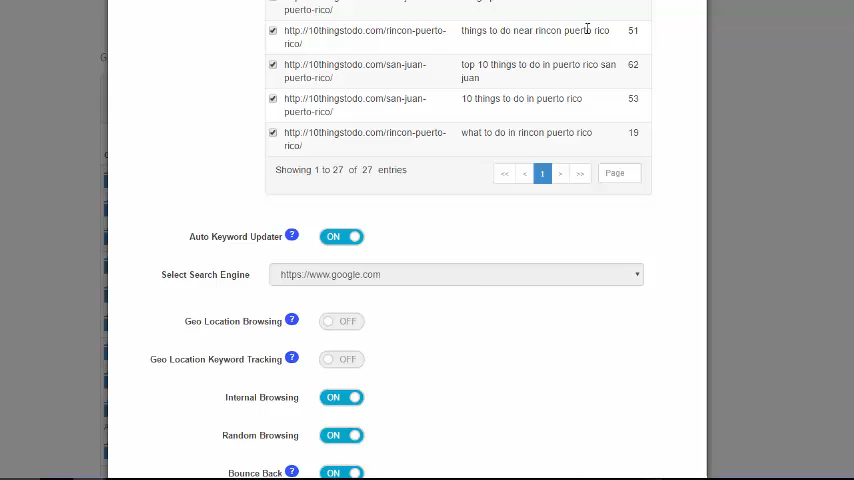 puerto-rico/
http://10thingstodo.com/rincon-puerto- things to do near rincon puerto rico 51
rico/
http://10thingstodo.com/san-juan- top 10 things to do in puerto rico san 62
puerto-rico/ juan
http://10thingstodo.com/san-juan- 10 things to do in puerto rico 53
puerto-rico/
http://10thingstodo.com/rincon-puerto- what to do in rincon puerto rico 19
rico/
Showing 1 to 27 of 27 entries << < 1 > >> Page
Auto Keyword Updater ? ON
Select Search Engine https://www.google.com
Geo Location Browsing ? OFF
Geo Location Keyword Tracking ? OFF
Internal Browsing ON
Random Browsing ON
Bounce Back ? ON